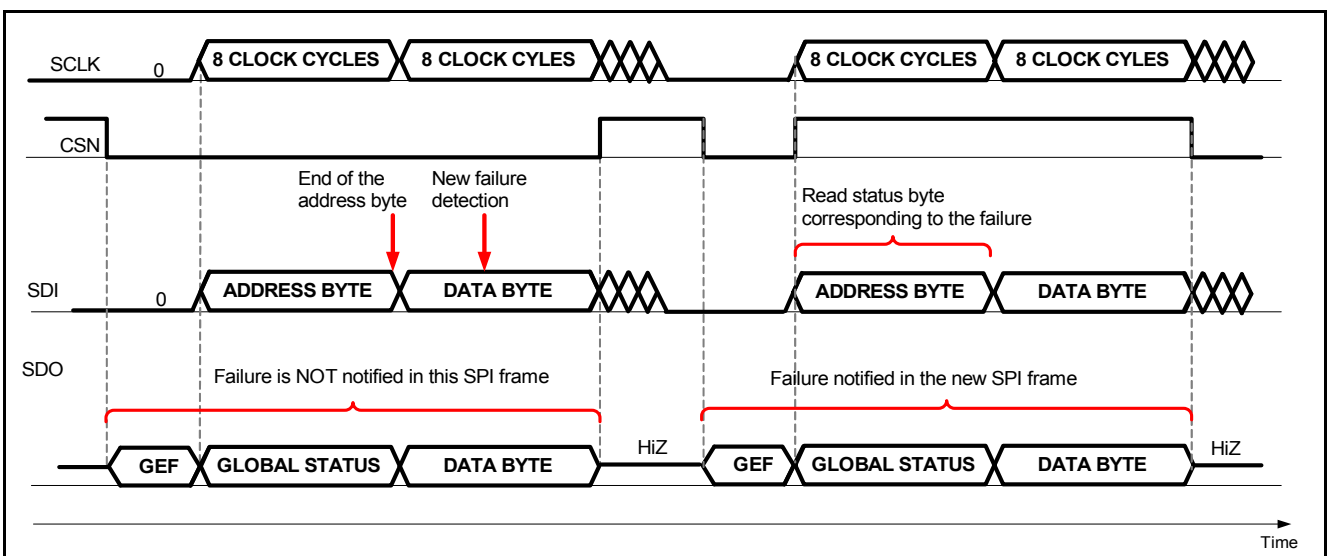 SCLK
0
8 CLOCK CYCLES
8 CLOCK CYLES
8 CLOCK CYCLES
8 CLOCK CYLES
CSN
End of the
address byte
New failure
detection
Read status byte
corresponding to the failure
SDI
0
ADDRESS BYTE
DATA BYTE
ADDRESS BYTE
DATA BYTE
SDO
Failure is NOT notified in this SPI frame
Failure notified in the new SPI frame
GEF
GLOBAL STATUS
DATA BYTE
HiZ
GEF
GLOBAL STATUS
DATA BYTE
HiZ
Time